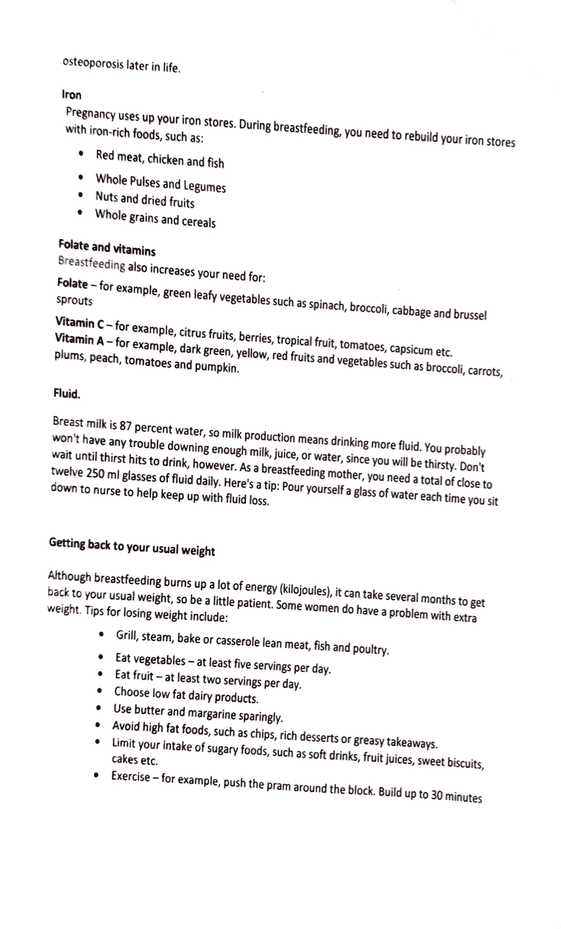 osteoporosis later in life.
Iron
Pregnancy uses up your iron stores. During breastfeeding, you need to rebuild your iron stores
with iron-rich foods, such as:
• Red meat, chicken and fish
• Whole Pulses and Legumes
• Nuts and dried fruits
• Whole grains and cereals
Folate and vitamins
Breastfeeding also increases your need for:
Folate – for example, green leafy vegetables such as spinach, broccoli, cabbage and brussel
sprouts
Vitamin C – for example, citrus fruits, berries, tropical fruit, tomatoes, capsicum etc.
Vitamin A – for example, dark green, yellow, red fruits and vegetables such as broccoli, carrots,
plums, peach, tomatoes and pumpkin.
Fluid.
Breast milk is 87 percent water, so milk production means drinking more fluid. You probably
won't have any trouble downing enough milk, juice, or water, since you will be thirsty. Don't
wait until thirst hits to drink, however. As a breastfeeding mother, you need a total of close to
twelve 250 ml glasses of fluid daily. Here's a tip: Pour yourself a glass of water each time you sit
down to nurse to help keep up with fluid loss.
Getting back to your usual weight
Although breastfeeding burns up a lot of energy (kilojoules), it can take several months to get
back to your usual weight, so be a little patient. Some women do have a problem with extra
weight. Tips for losing weight include:
• Grill, steam, bake or casserole lean meat, fish and poultry.
• Eat vegetables – at least five servings per day.
• Eat fruit – at least two servings per day.
• Choose low fat dairy products.
• Use butter and margarine sparingly.
• Avoid high fat foods, such as chips, rich desserts or greasy takeaways.
• Limit your intake of sugary foods, such as soft drinks, fruit juices, sweet biscuits,
cakes etc.
• Exercise – for example, push the pram around the block. Build up to 30 minutes